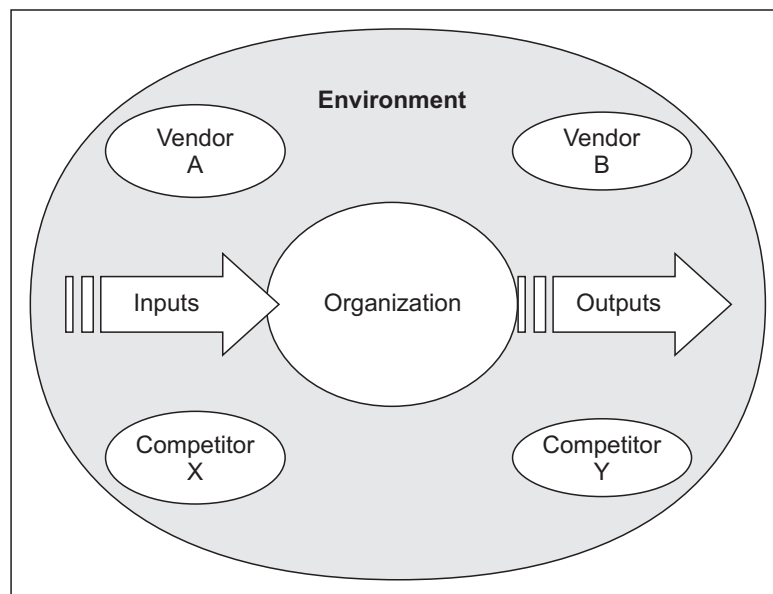 Environment
Vendor
A
Vendor
B
Inputs
Organization
Outputs
Competitor
X
Competitor
Y